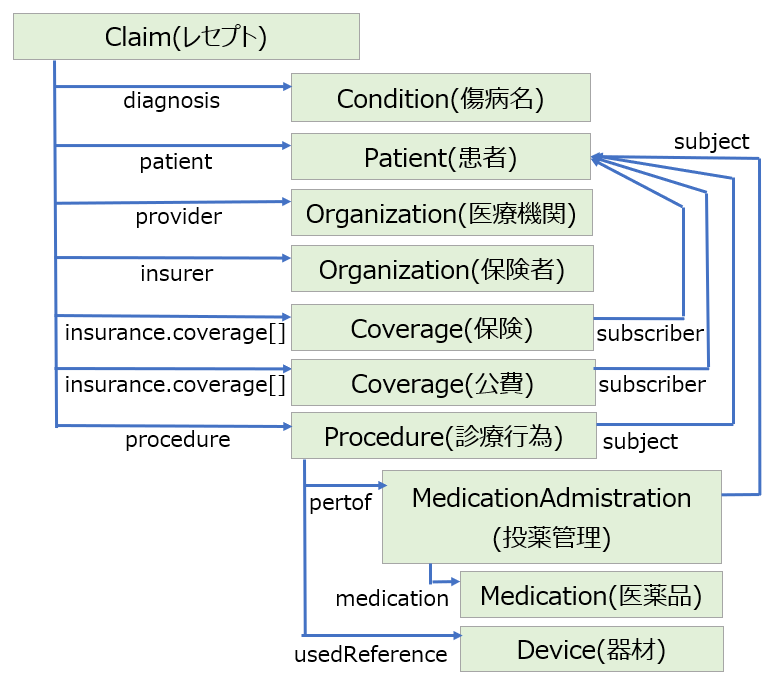 Claim(レセプト)
diagnosis
Condition(傷病名)
patient
Patient(患者)
subject
provider
Organization(医療機関)
insurer
Organization(保険者)
insurance.coverage[]
Coverage(保険)
subscriber
insurance.coverage[]
Coverage(公費)
subscriber
procedure
Procedure(診療行為)
subject
pertof
MedicationAdmistration
(投薬管理)
medication
Medication(医薬品)
usedReference
Device(器材)